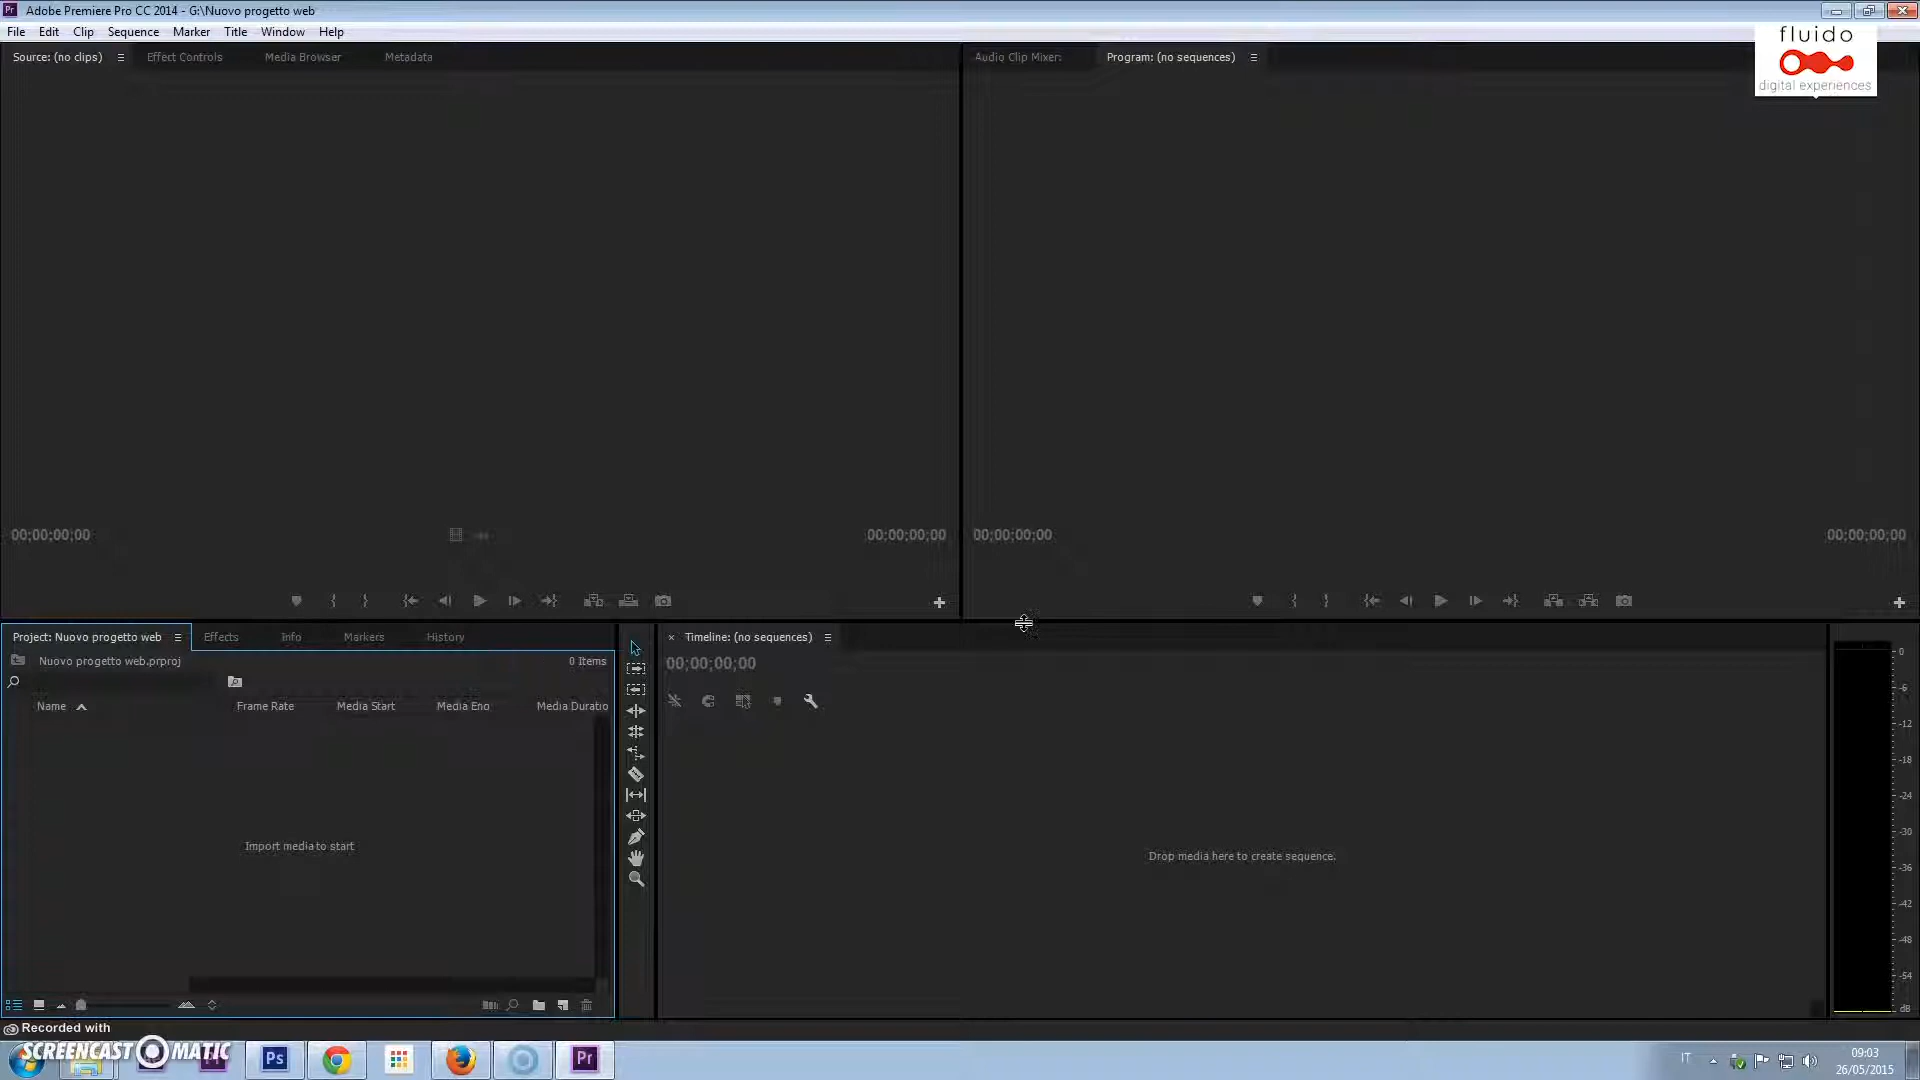 Adobe Premiere Pro CC 2014 - G:\Nuovo progetto web
File Edit Clip Sequence Marker Title Window Help
fluido
digital experiences
Source: (no clips) Effect Controls Media Browser Metadata
Audio Clip Mixer: Program: (no sequences)
00;00;00;00 00;00;00;00
00;00;00;00 00;00;00;00
Project: Nuovo progetto web Effects Info Markers History
Nuovo progetto web.prproj 0 Items
Name Frame Rate Media Start Media End Media Duratio
Import media to start
× Timeline: (no sequences)
00;00;00;00
Drop media here to create sequence.
0
-6
-12
-18
-24
-30
-36
-42
-48
-54
dB
Recorded with
SCREENCAST MATIC
Ps Pr
IT 09:03
26/05/2015